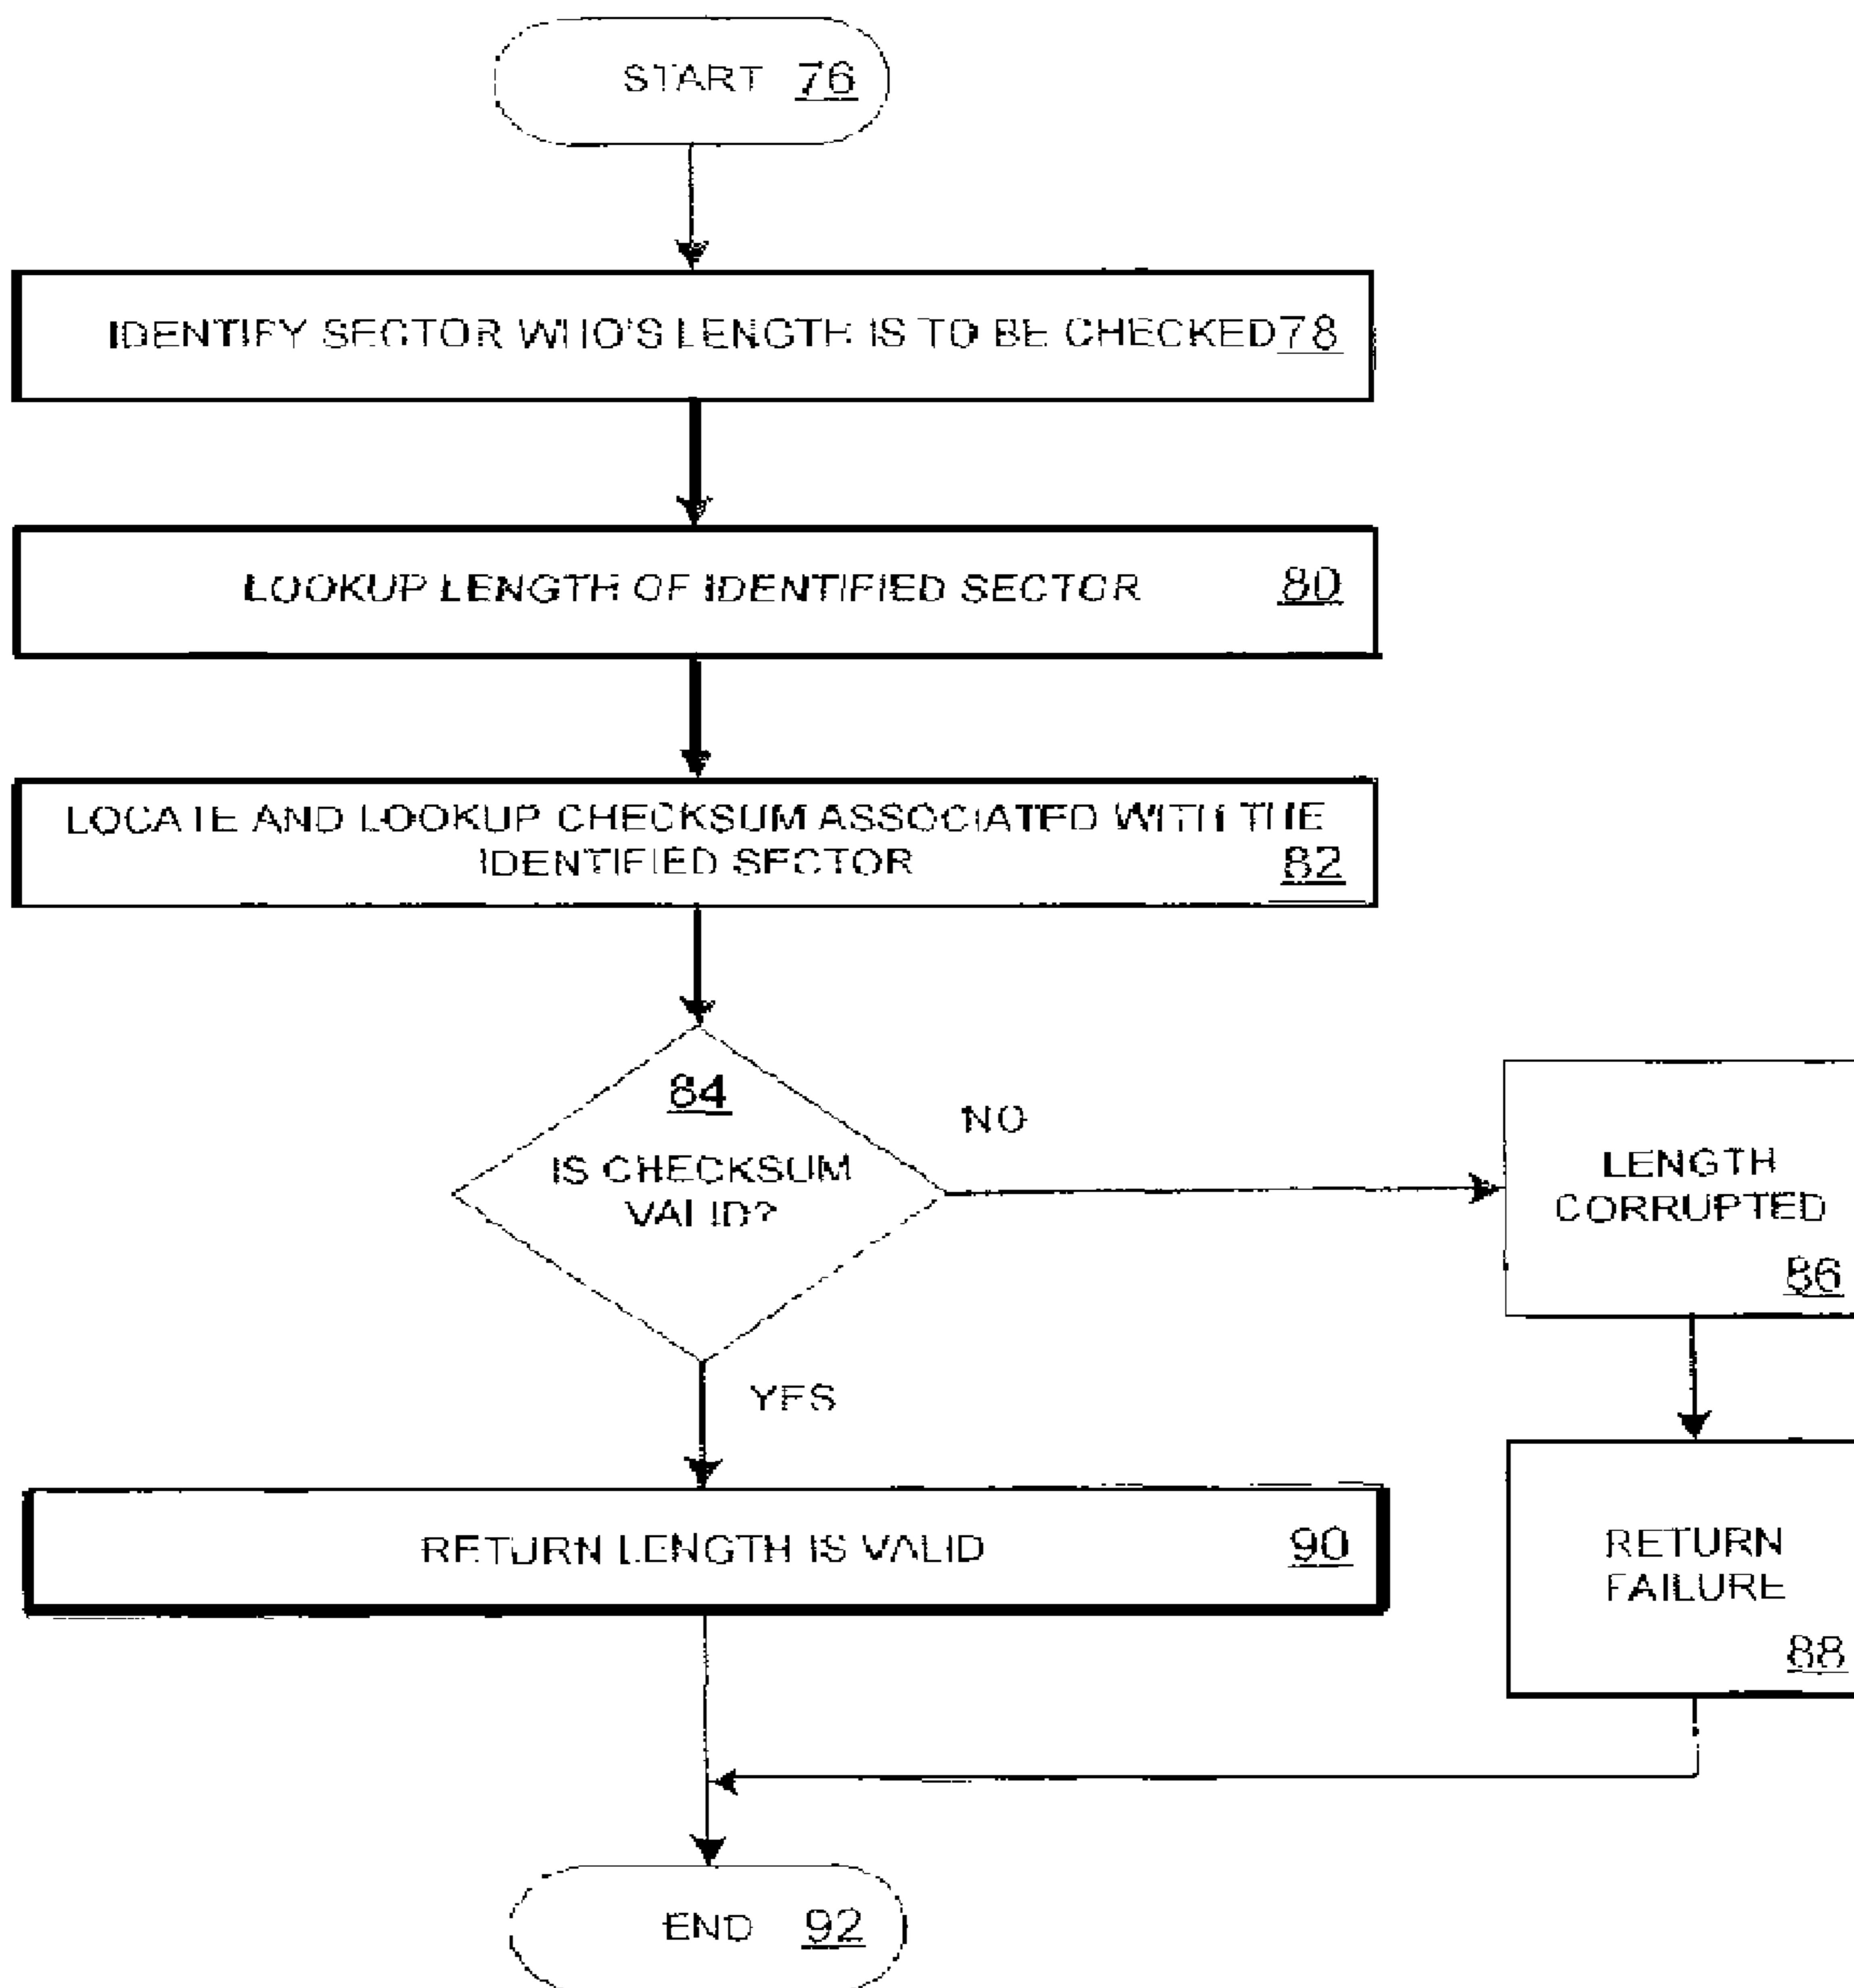 START 76
IDENTIFY SECTOR WHO'S LENGTH IS TO BE CHECKED 78
LOOKUP LENGTH OF IDENTIFIED SECTOR 80
LOCATE AND LOOKUP CHECKSUM ASSOCIATED WITH THE
IDENTIFIED SECTOR 82
84
IS CHECKSUM
VALID?
NO
LENGTH
CORRUPTED
86
YES
RETURN LENGTH IS VALID 90
RETURN
FAILURE
88
END 92